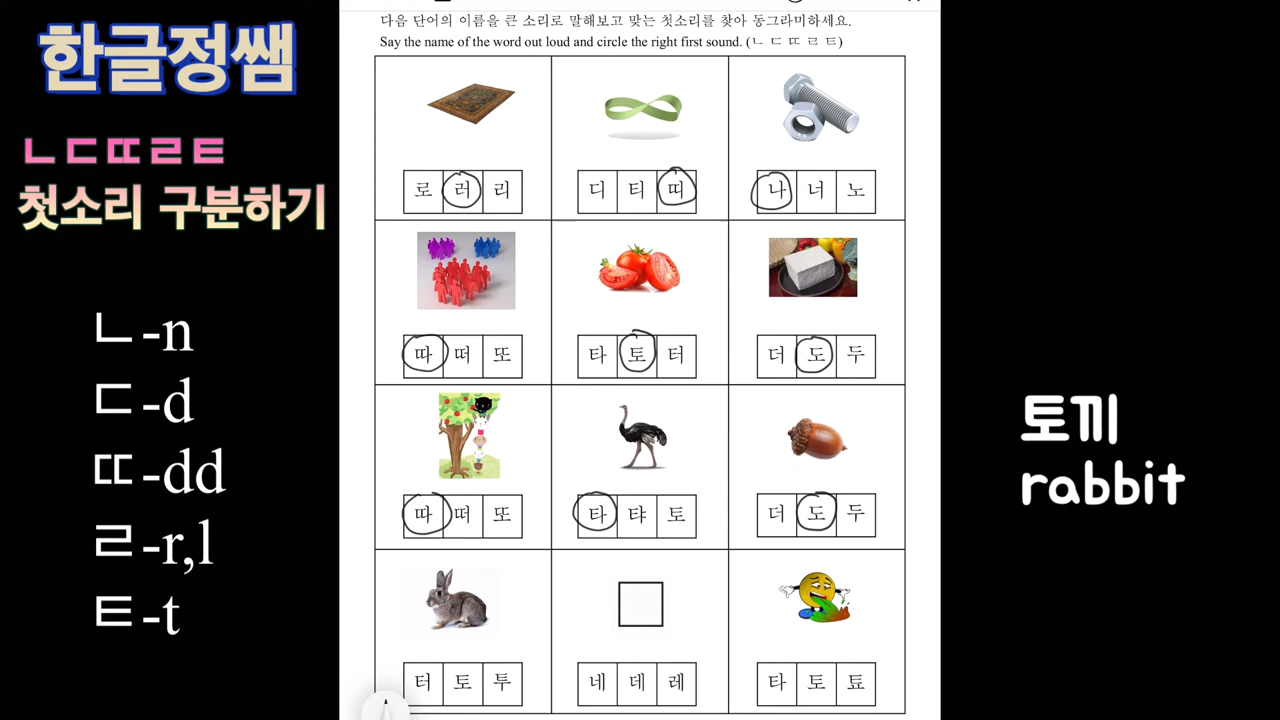 한글정쌤
ㄴㄷㄸㄹㅌ
첫소리 구분하기
ㄴ-n
ㄷ-d
ㄸ-dd
ㄹ-r,l
ㅌ-t
다음 단어의 이름을 큰 소리로 말해보고 맞는 첫소리를 찾아 동그라미하세요.
Say the name of the word out loud and circle the right first sound. (ㄴ ㄷ ㄸ ㄹ ㅌ)
로 러 리
디 티 띠
나 너 노
따 떠 또
타 토 터
더 도 두
따 떠 또
타 탸 토
더 도 두
터 토 투
네 데 레
타 토 툐
토끼
rabbit